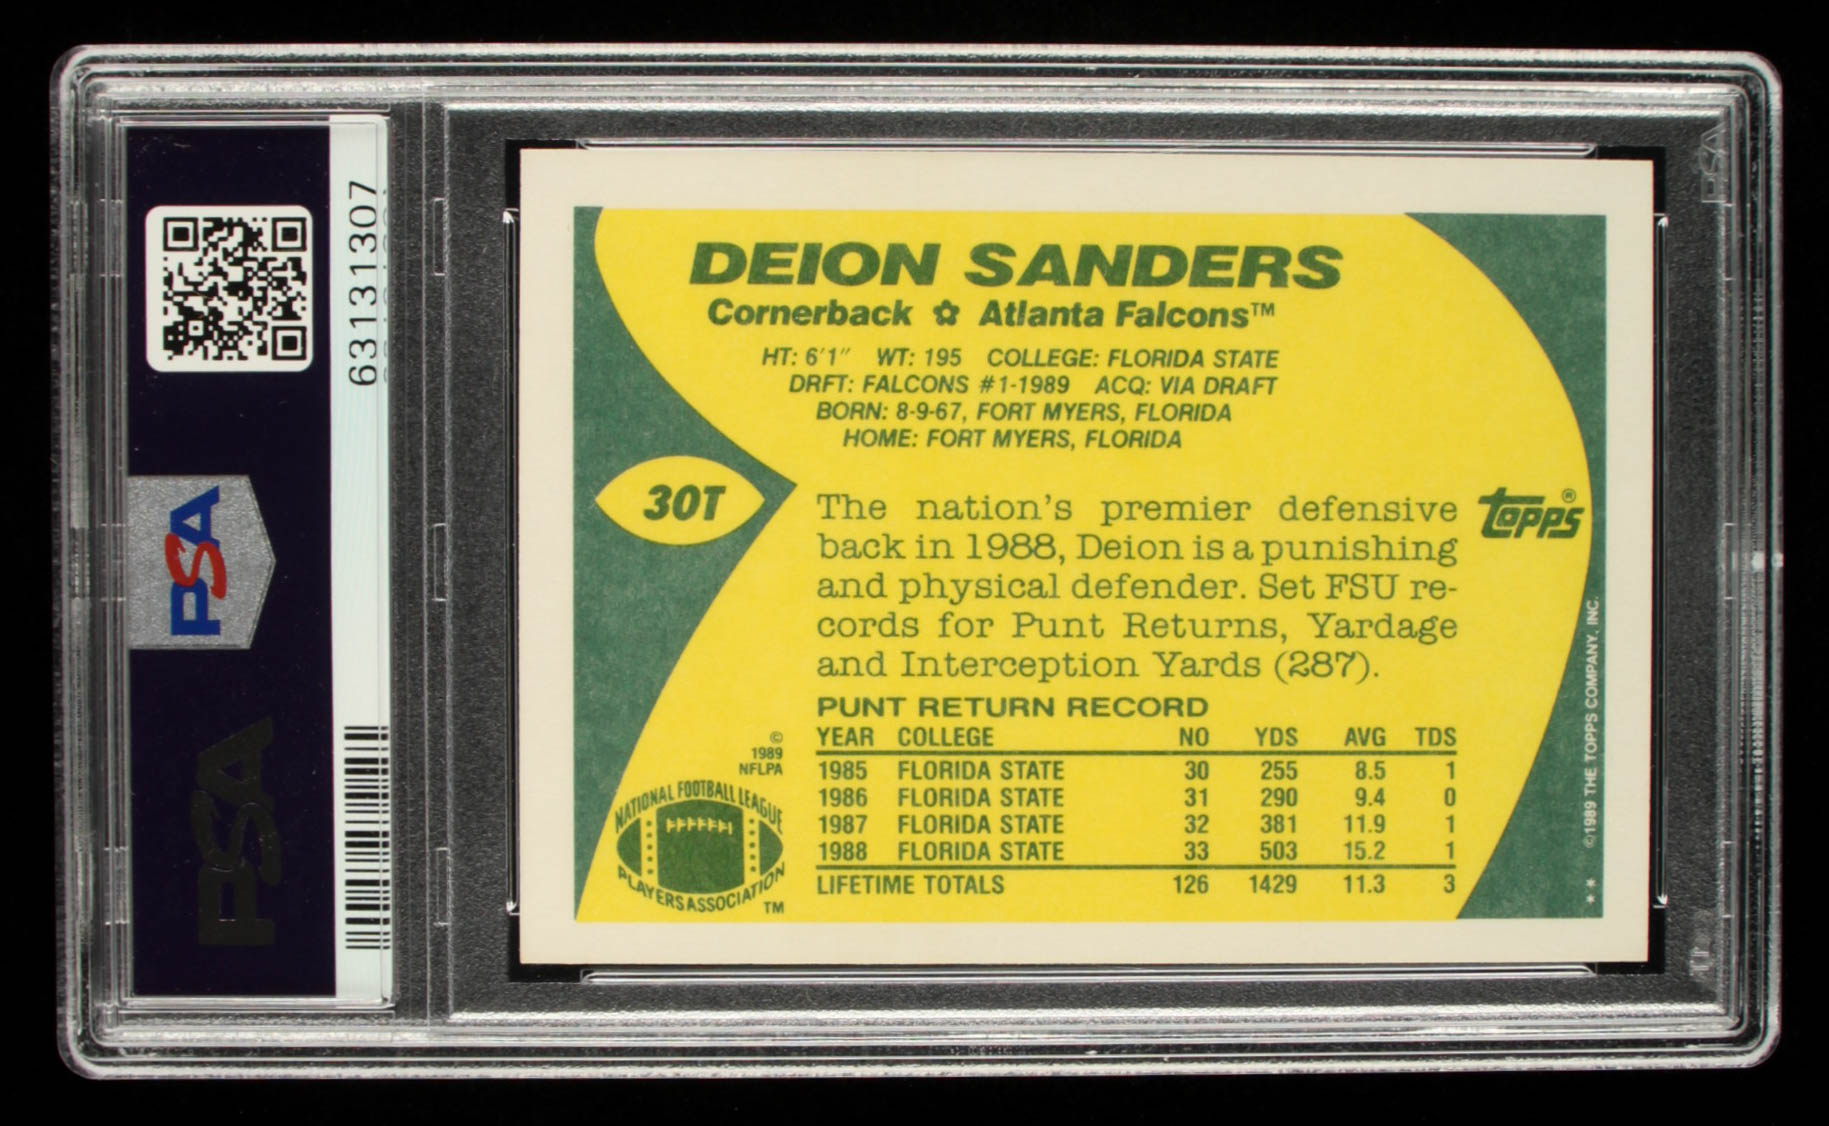 DEION SANDERS
Cornerback ✿ Atlanta Falcons™
HT: 6'1" WT: 195 COLLEGE: FLORIDA STATE
DRFT: FALCONS #1-1989 ACQ: VIA DRAFT
BORN: 8-9-67, FORT MYERS, FLORIDA
HOME: FORT MYERS, FLORIDA
30T
The nation's premier defensive
back in 1988, Deion is a punishing
and physical defender. Set FSU re-
cords for Punt Returns, Yardage
and Interception Yards (287).
topps®
PUNT RETURN RECORD
YEAR COLLEGE NO YDS AVG TDS
1985 FLORIDA STATE 30 255 8.5 1
1986 FLORIDA STATE 31 290 9.4 0
1987 FLORIDA STATE 32 381 11.9 1
1988 FLORIDA STATE 33 503 15.2 1
LIFETIME TOTALS 126 1429 11.3 3
©
1989
NFLPA
NATIONAL FOOTBALL LEAGUE
PLAYERS ASSOCIATION
TM
©1989 THE TOPPS COMPANY, INC.
**
63131307
PSA
PSA
PSA